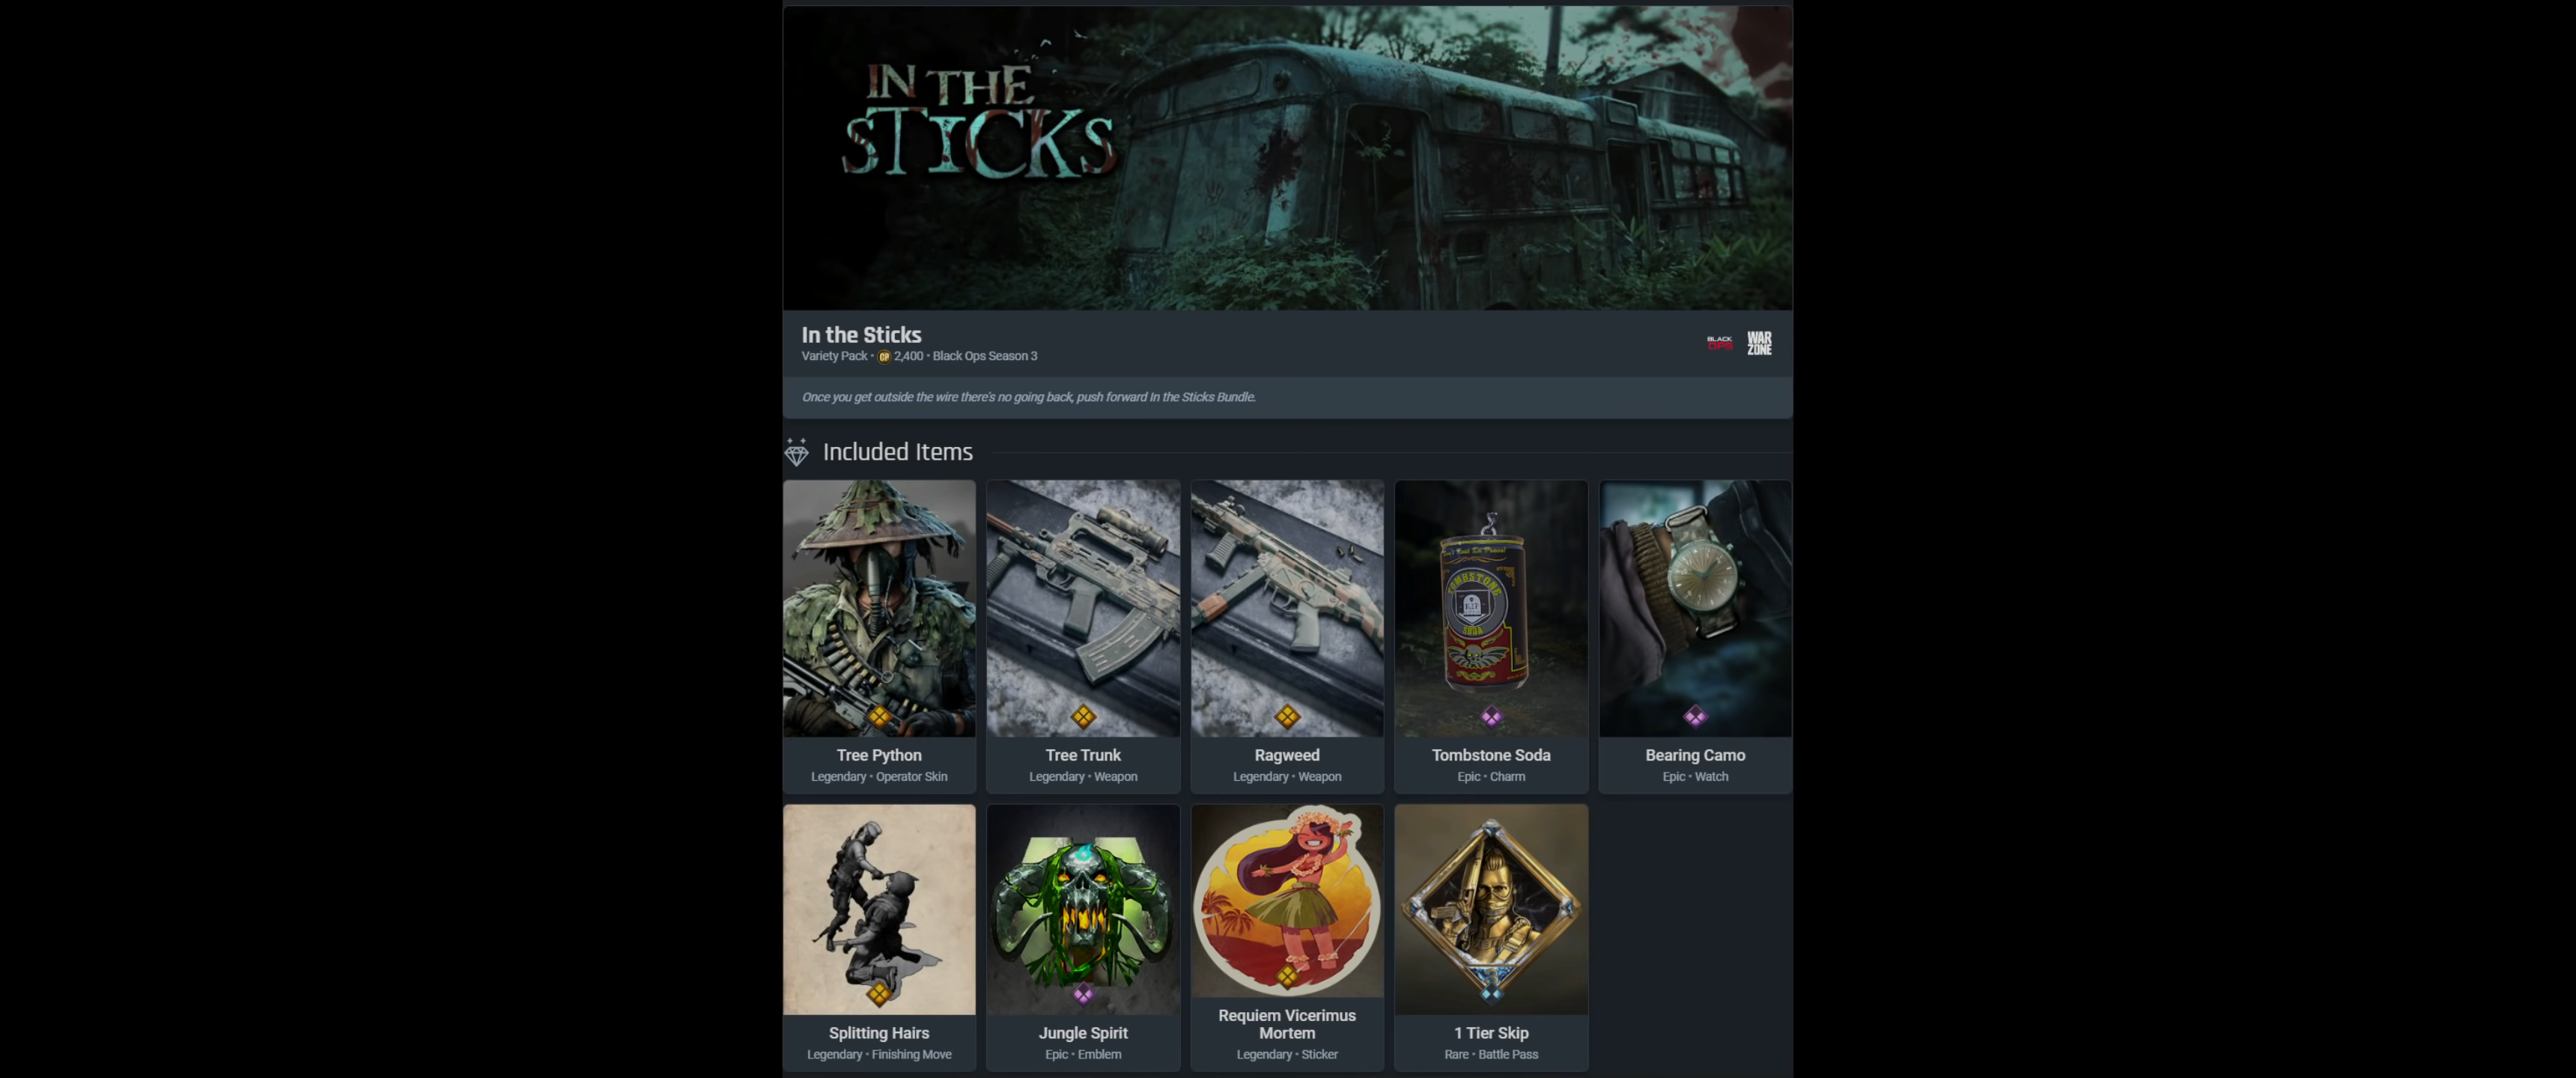 IN THE
STICKS
In the Sticks
Variety Pack • CP 2,400 • Black Ops Season 3
BLACK
OPS
WAR
ZONE
Once you get outside the wire there's no going back, push forward In the Sticks Bundle.
Included Items
TOMBSTONE
R.I.P
SODA
Tree Python
Legendary • Operator Skin
Tree Trunk
Legendary • Weapon
Ragweed
Legendary • Weapon
Tombstone Soda
Epic • Charm
Bearing Camo
Epic • Watch
Splitting Hairs
Legendary • Finishing Move
Jungle Spirit
Epic • Emblem
Requiem Vicerimus
Mortem
Legendary • Sticker
1 Tier Skip
Rare • Battle Pass